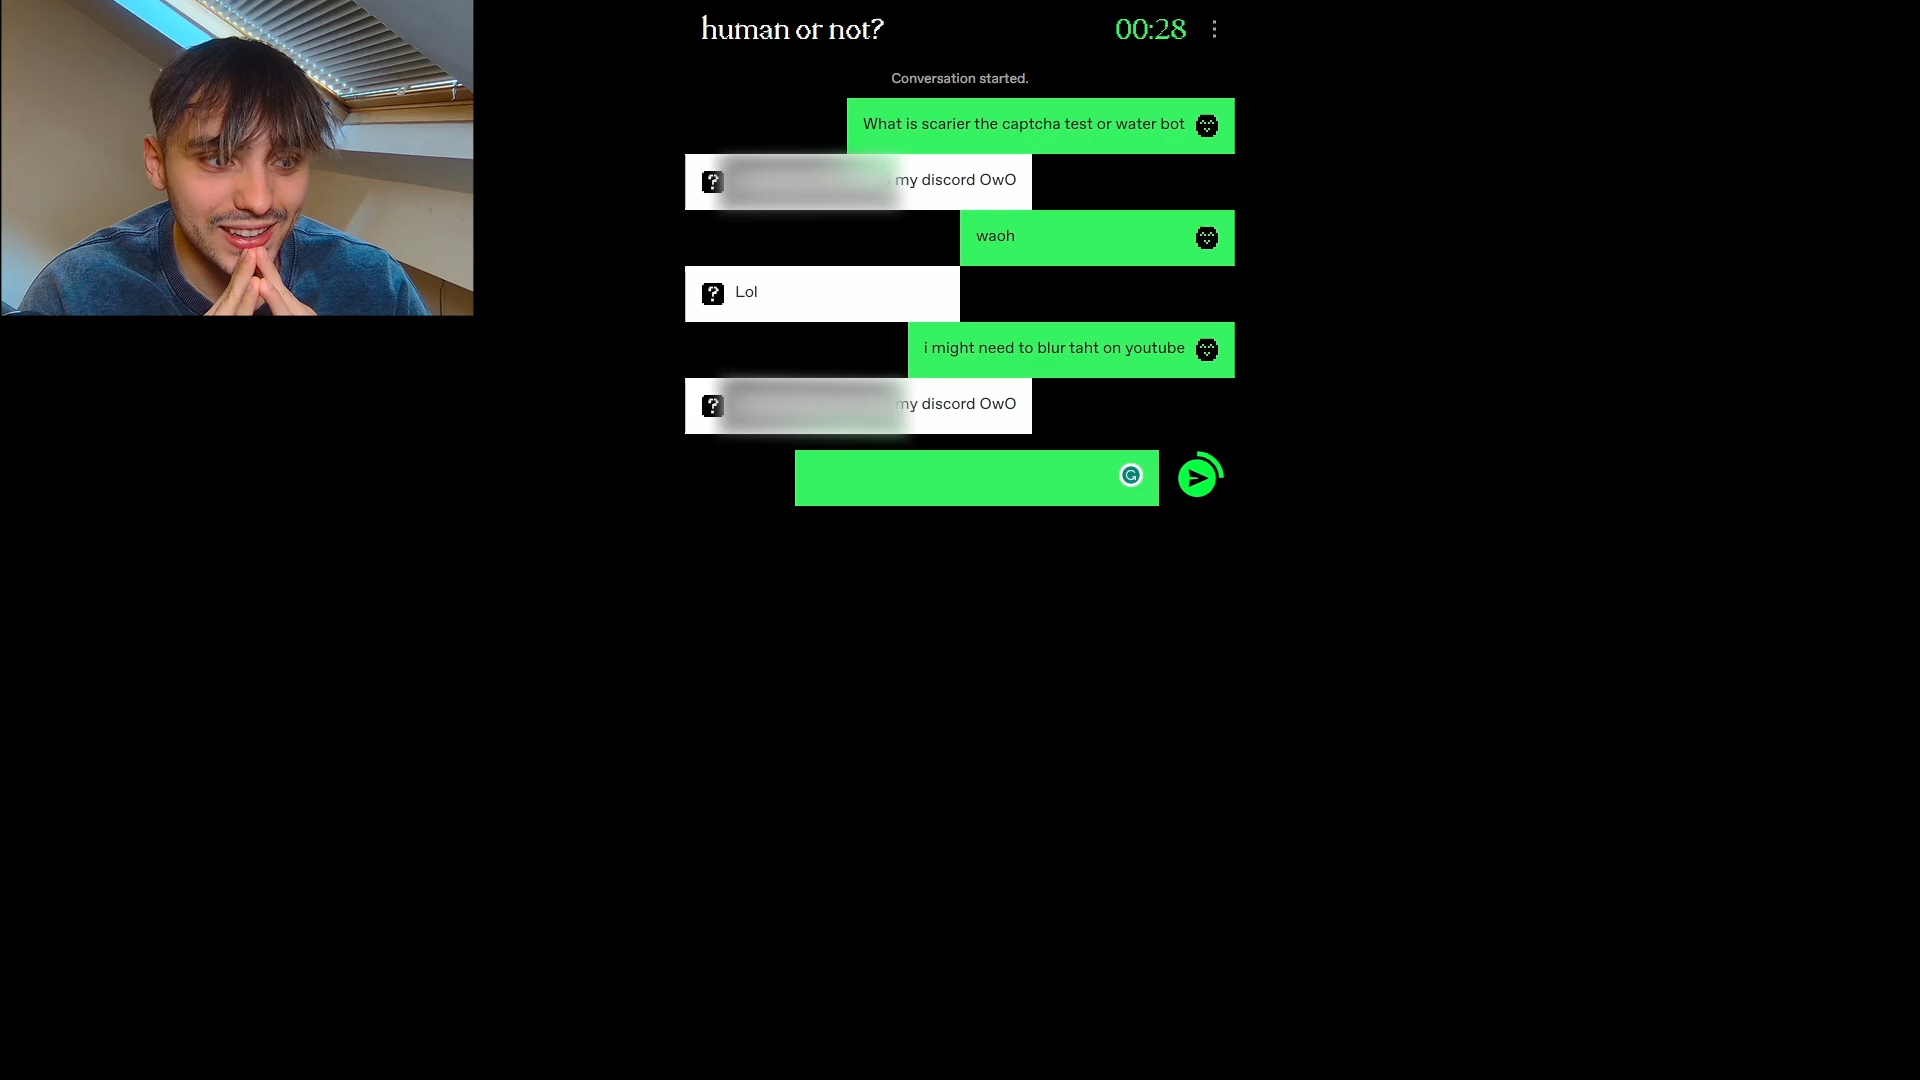 human or not?
00:28
Conversation started.
What is scarier the captcha test or water bot
my discord OwO
waoh
Lol
i might need to blur taht on youtube
my discord OwO